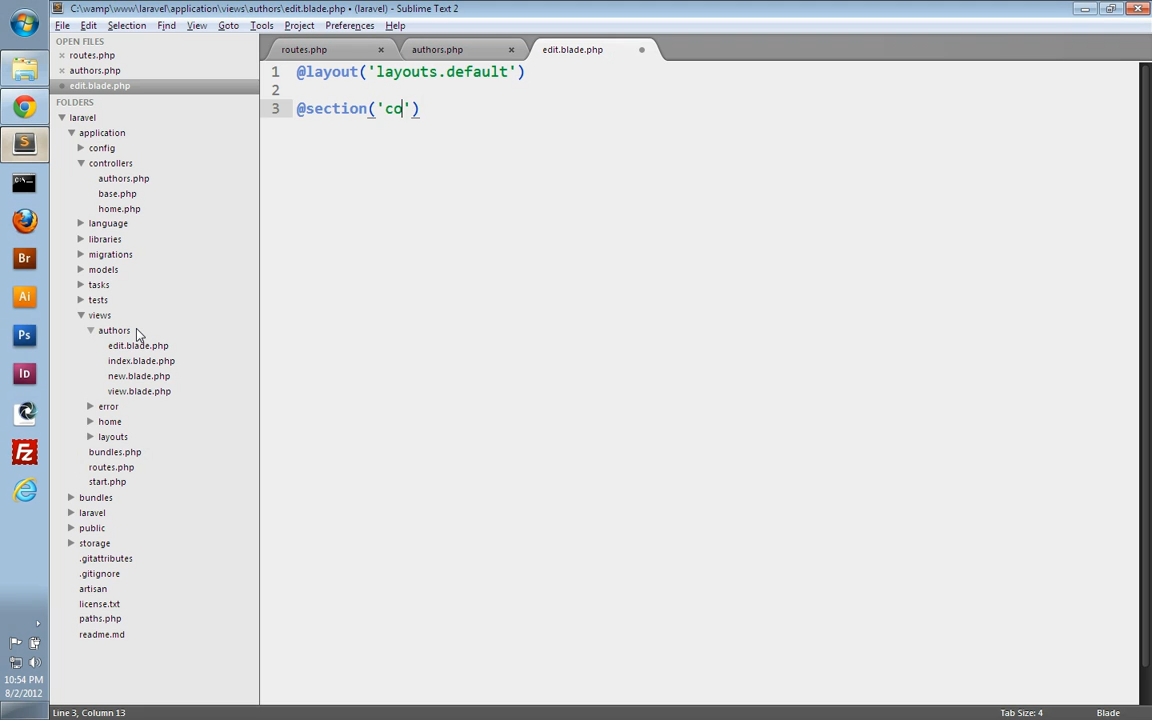 C:\wamp\www\laravel\application\views\authors\edit.blade.php • (laravel) - Sublime Text 2
File Edit Selection Find View Goto Tools Project Preferences Help
OPEN FILES
routes.php
authors.php
edit.blade.php
FOLDERS
laravel
application
config
controllers
authors.php
base.php
home.php
language
libraries
migrations
models
tasks
tests
views
authors
edit.blade.php
index.blade.php
new.blade.php
view.blade.php
error
home
layouts
bundles.php
routes.php
start.php
bundles
laravel
public
storage
.gitattributes
.gitignore
artisan
license.txt
paths.php
readme.md
routes.php authors.php edit.blade.php
1 @layout('layouts.default')
2
3 @section('co')
Br
Ai
Ps
Id
Fz
10:54 PM
8/2/2012
Line 3, Column 13
Tab Size: 4
Blade